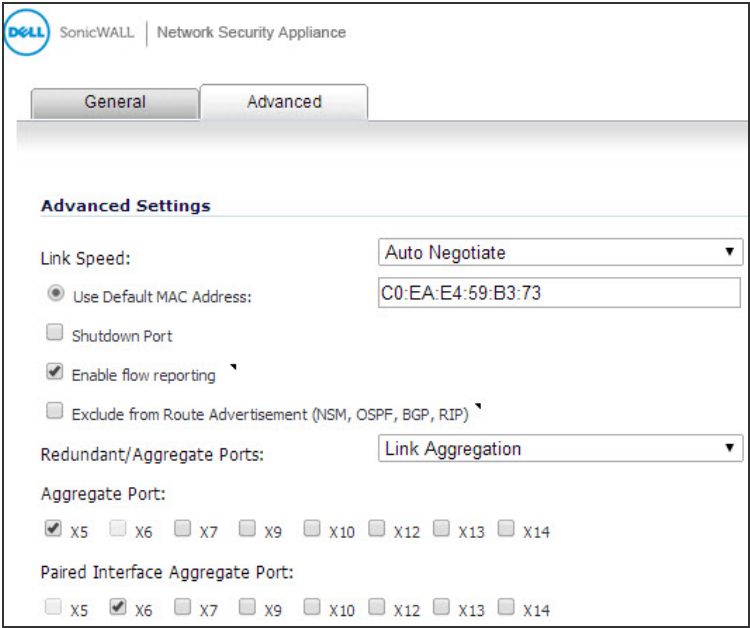 DELL SonicWALL | Network Security Appliance
General Advanced
Advanced Settings
Link Speed: Auto Negotiate
Use Default MAC Address: C0:EA:E4:59:B3:73
Shutdown Port
Enable flow reporting
Exclude from Route Advertisement (NSM, OSPF, BGP, RIP)
Redundant/Aggregate Ports: Link Aggregation
Aggregate Port:
X5 X6 X7 X9 X10 X12 X13 X14
Paired Interface Aggregate Port:
X5 X6 X7 X9 X10 X12 X13 X14